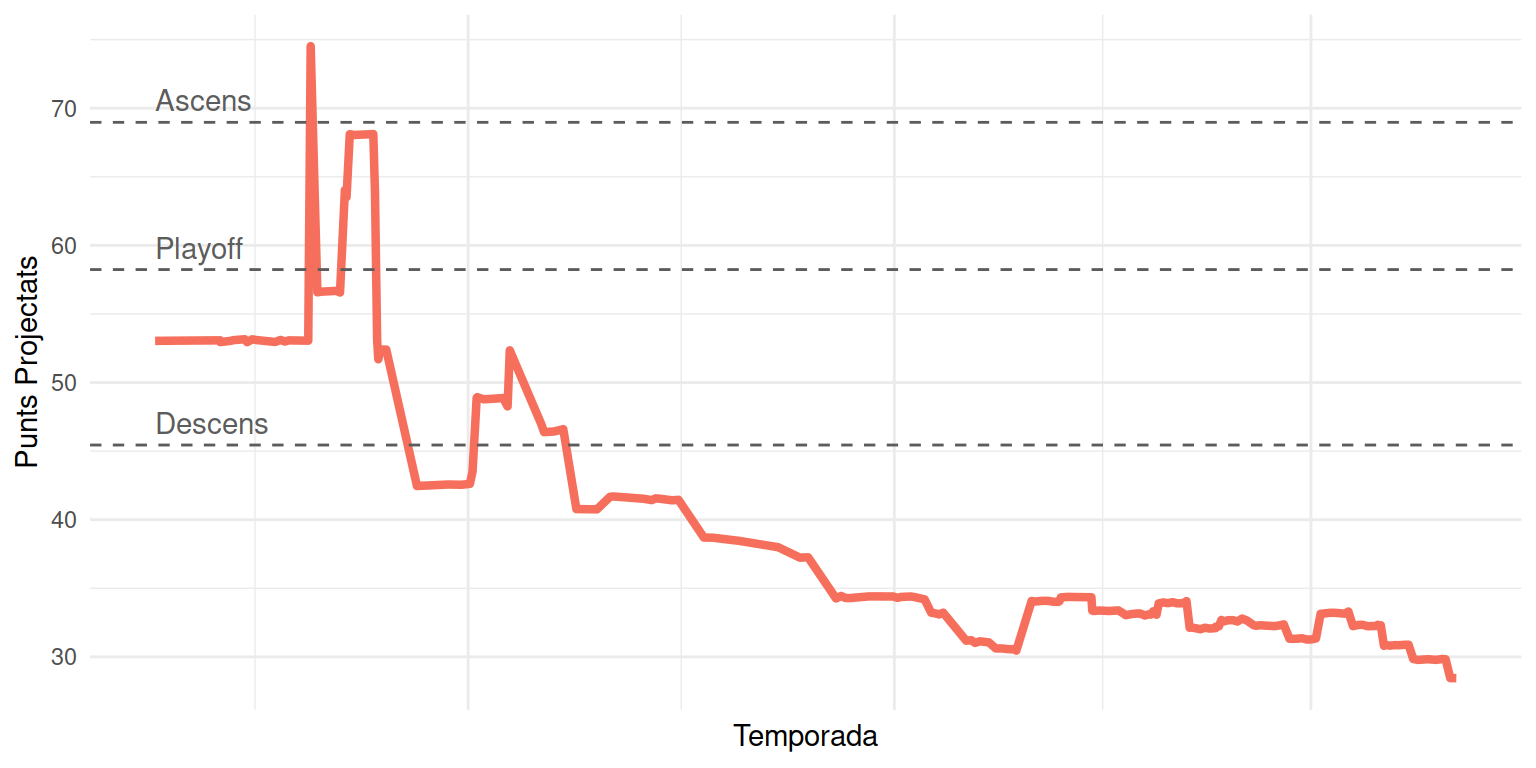 70
60
50
40
30
Ascens
Playoff
Descens
Punts Projectats
Temporada